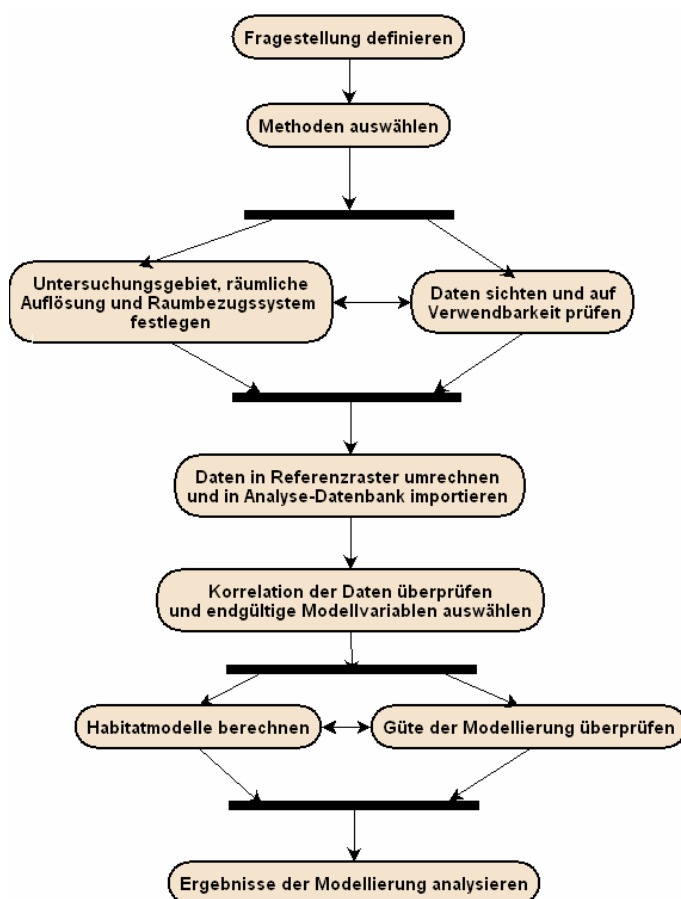 Fragestellung definieren
Methoden auswählen
Untersuchungsgebiet, räumliche
Auflösung und Raumbezugssystem
festlegen
Daten sichten und auf
Verwendbarkeit prüfen
Daten in Referenzraster umrechnen
und in Analyse-Datenbank importieren
Korrelation der Daten überprüfen
und endgültige Modellvariablen auswählen
Habitatmodelle berechnen
Güte der Modellierung überprüfen
Ergebnisse der Modellierung analysieren